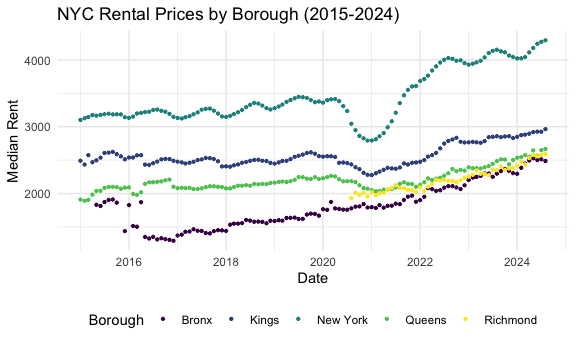 NYC Rental Prices by Borough (2015-2024)
4000
3000
2000
Median Rent
2016 2018 2020 2022 2024
Date
Borough Bronx Kings New York Queens Richmond